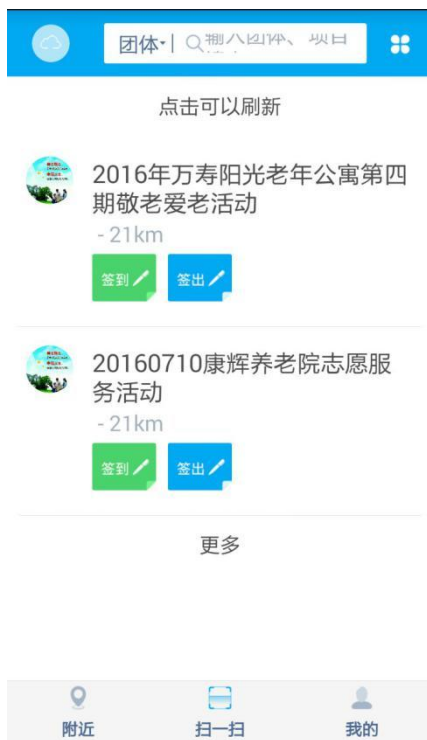 团体
点击可以刷新
2016年万寿阳光老年公寓第四
期敬老爱老活动
- 21km
签到
签出
20160710康辉养老院志愿服
务活动
- 21km
签到
签出
更多
附近
扫一扫
我的